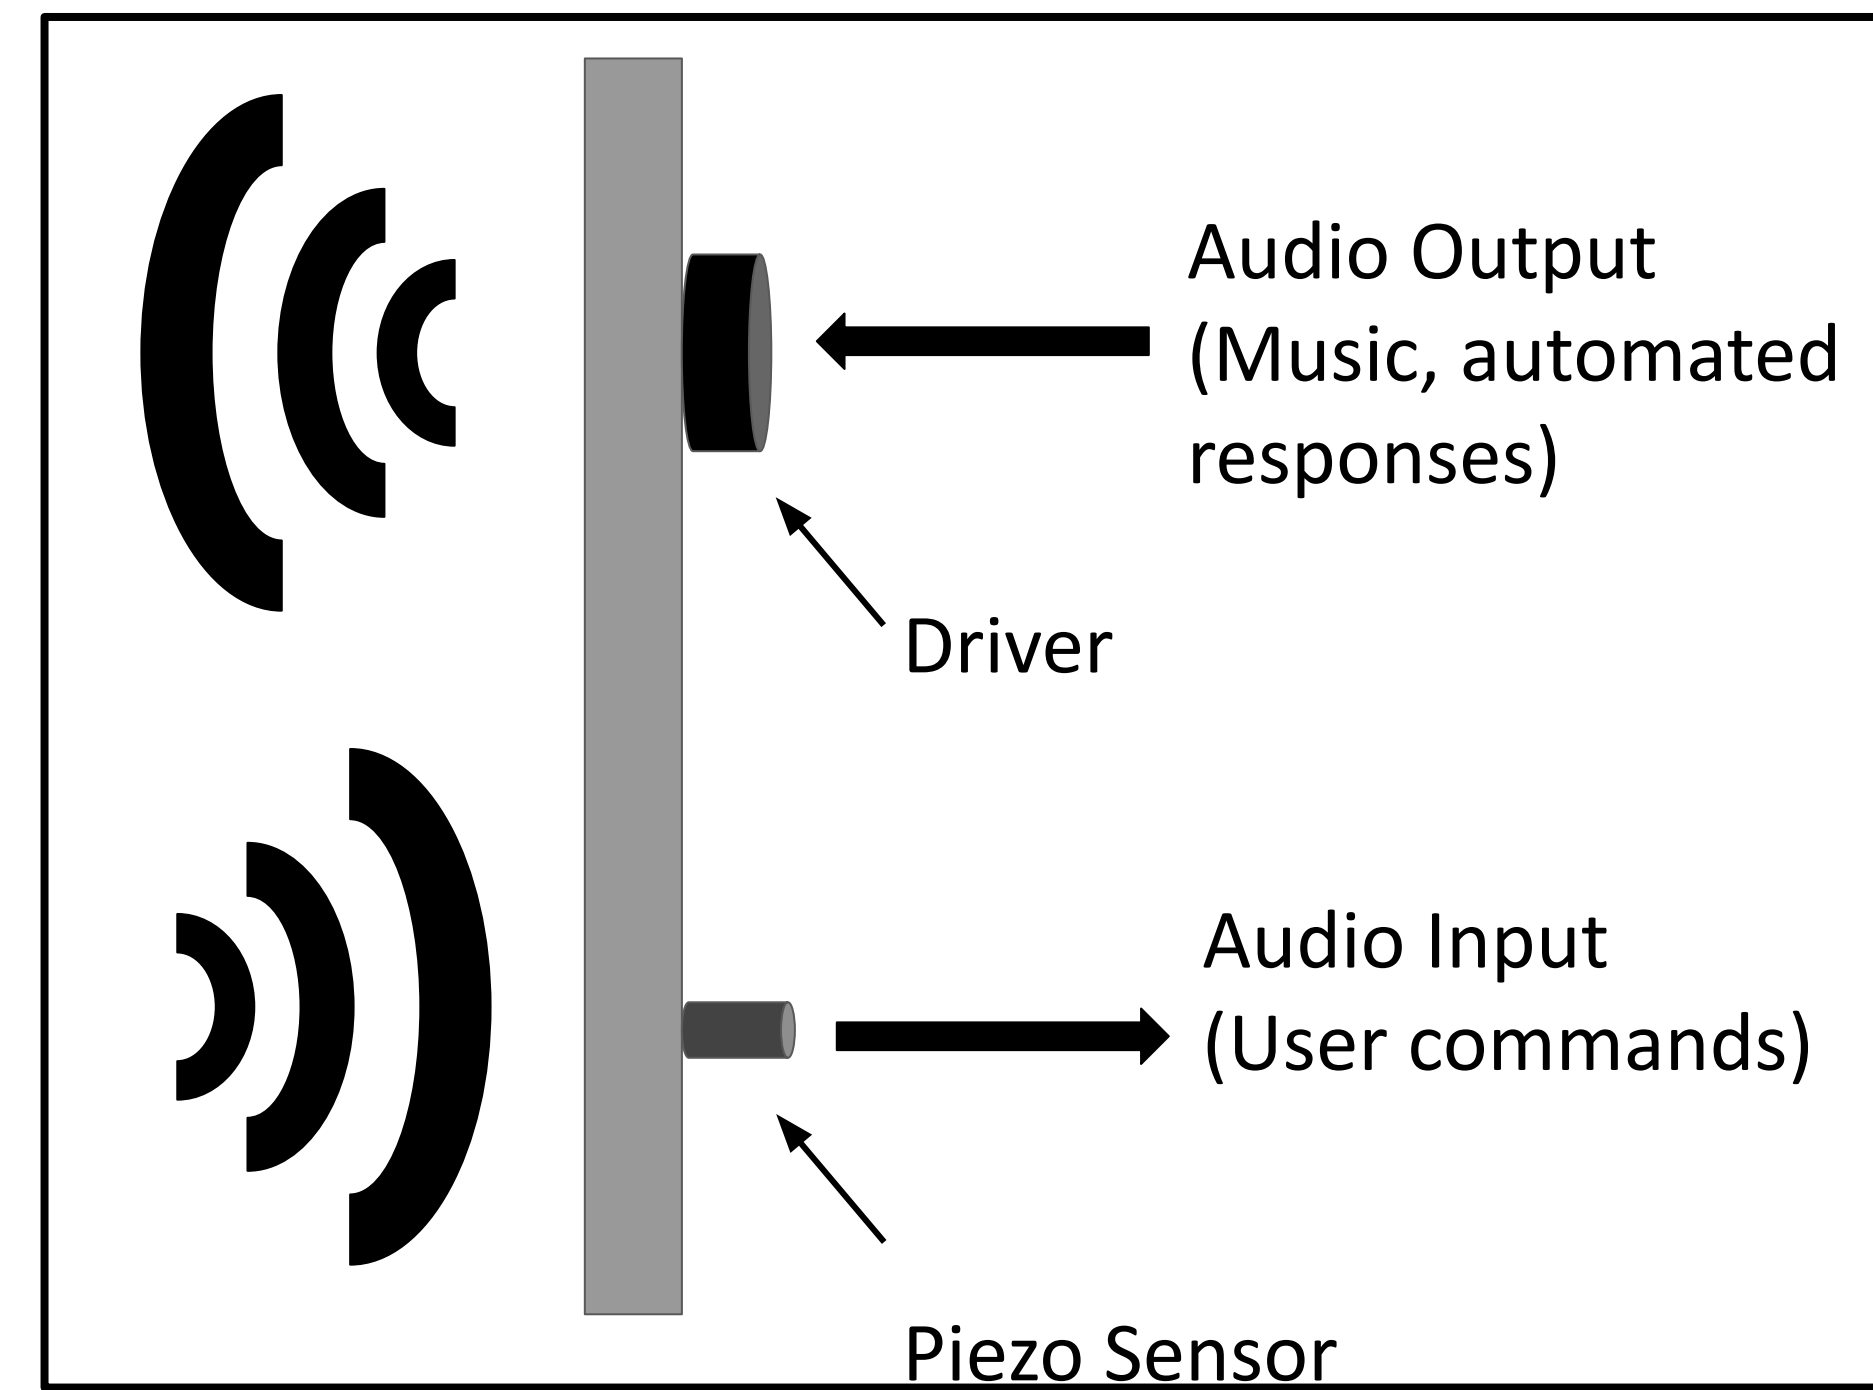 Audio Output
(Music, automated
responses)
Driver
Audio Input
(User commands)
Piezo Sensor